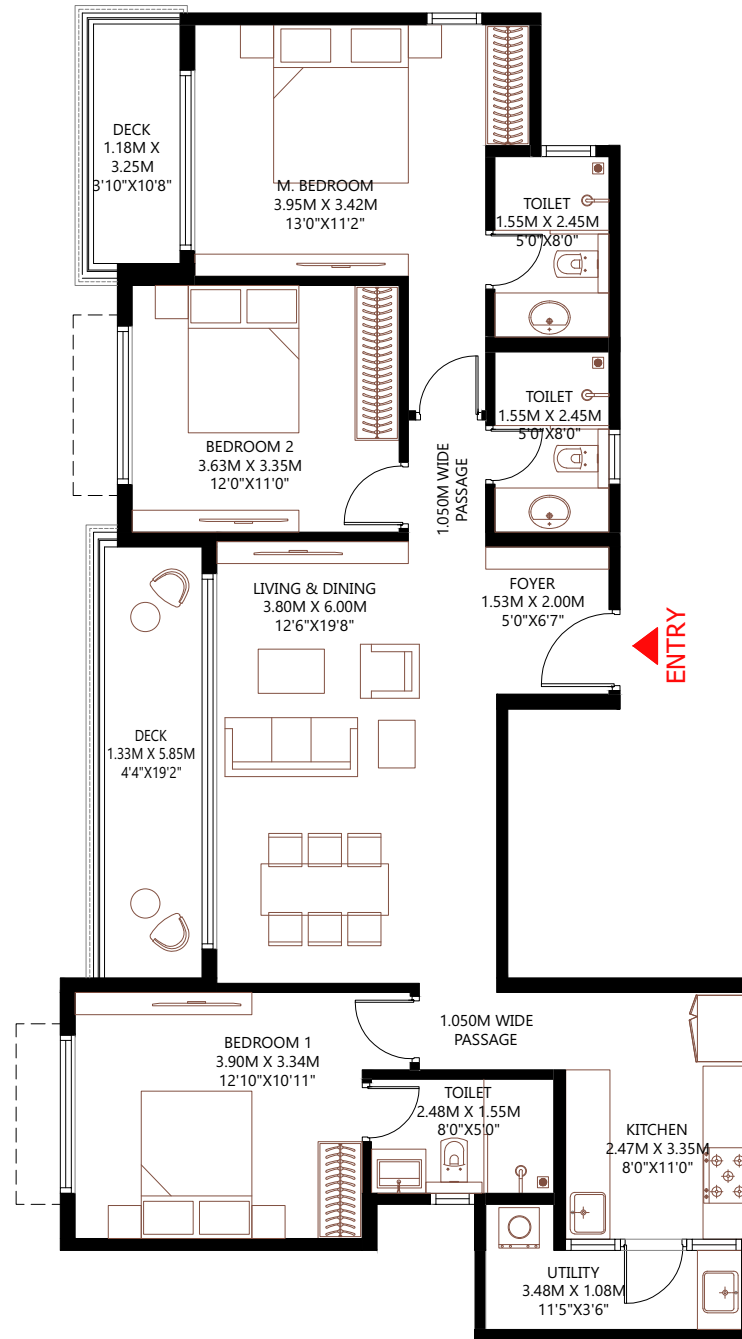 DECK
1.18M X
3.25M
3'10"X10'8"
M. BEDROOM
3.95M X 3.42M
13'0"X11'2"
TOILET
1.55M X 2.45M
5'0"X8'0"
BEDROOM 2
3.63M X 3.35M
12'0"X11'0"
TOILET
1.55M X 2.45M
5'0"X8'0"
1.050M WIDE
PASSAGE
LIVING & DINING
3.80M X 6.00M
12'6"X19'8"
FOYER
1.53M X 2.00M
5'0"X6'7"
ENTRY
DECK
1.33M X 5.85M
4'4"X19'2"
BEDROOM 1
3.90M X 3.34M
12'10"X10'11"
1.050M WIDE
PASSAGE
TOILET
2.48M X 1.55M
8'0"X5'0"
KITCHEN
2.47M X 3.35M
8'0"X11'0"
UTILITY
3.48M X 1.08M
11'5"X3'6"